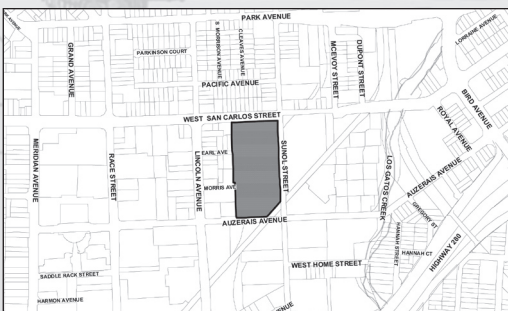 PARK AVENUE
LORRAINE AVENUE
GRAND AVENUE
PARKINSON COURT
S MORRISON AVENUE
CLEAVES AVENUE
MCEVOY STREET
DUPONT STREET
PACIFIC AVENUE
BIRD AVENUE
ROYAL AVENUE
WEST SAN CARLOS STREET
MERIDIAN AVENUE
RACE STREET
LINCOLN AVENUE
EARL AVE
SUNOL STREET
LOS GATOS CREEK
AUZERAIS AVENUE
MORRIS AVE
AUZERAIS AVENUE
GREGORY ST
HANNAH STREET
HANNAH CT
HIGHWAY 280
WEST HOME STREET
SADDLE RACK STREET
HARMON AVENUE